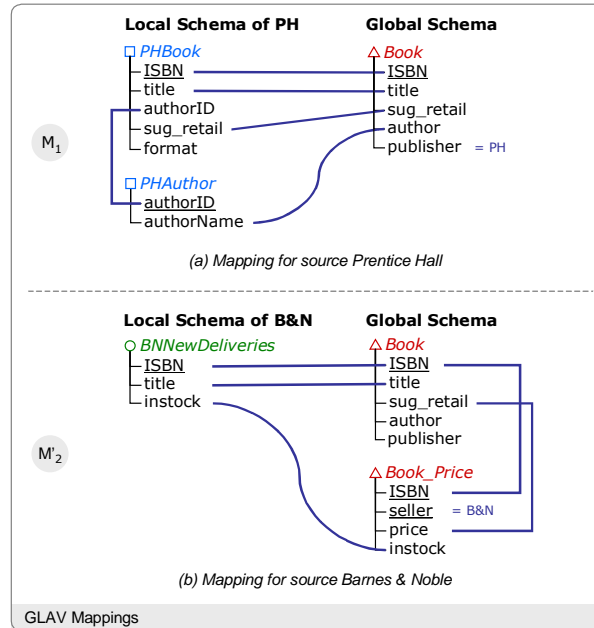 Local Schema of PH Global Schema
PHBook Book
ISBN ISBN
title title
authorID sug_retail
sug_retail author
format publisher = PH
M1
PHAuthor
authorID
authorName
(a) Mapping for source Prentice Hall
Local Schema of B&N Global Schema
BNNewDeliveries Book
ISBN ISBN
title title
instock sug_retail
author
publisher
M'2
Book_Price
ISBN
seller = B&N
price
instock
(b) Mapping for source Barnes & Noble
GLAV Mappings